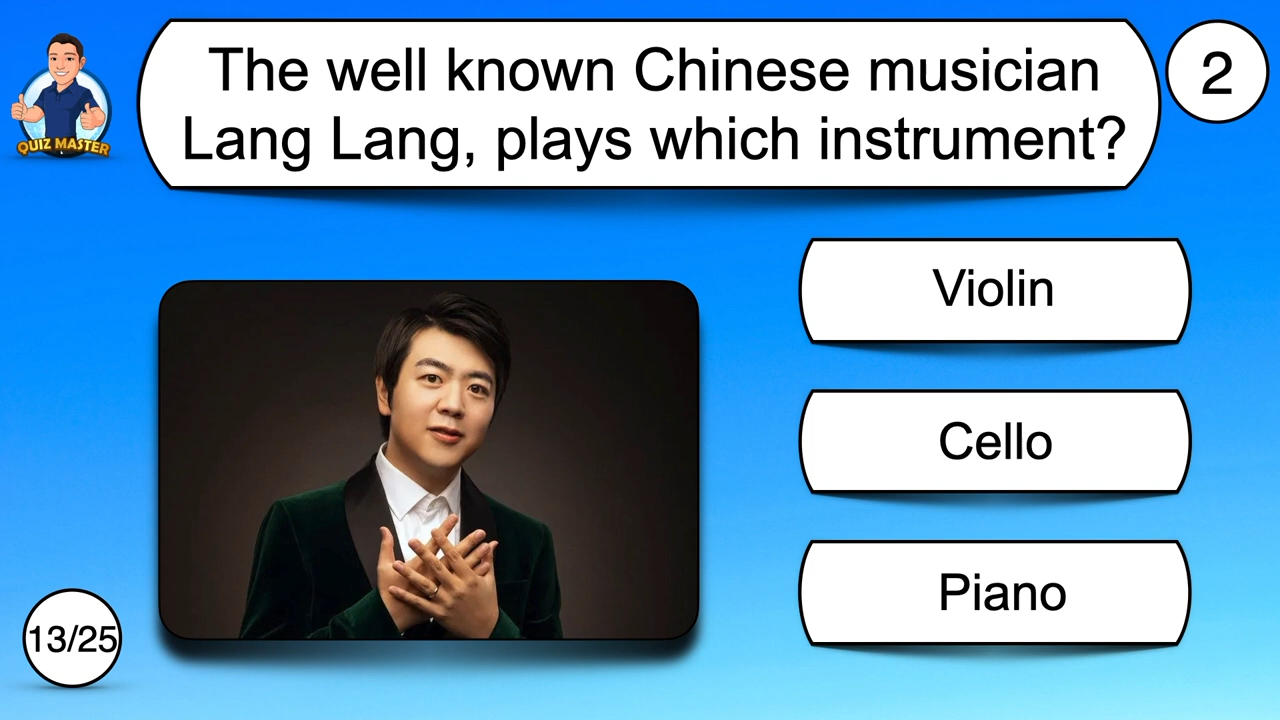 The well known Chinese musician
Lang Lang, plays which instrument?
2
QUIZ MASTER
Violin
Cello
Piano
13/25